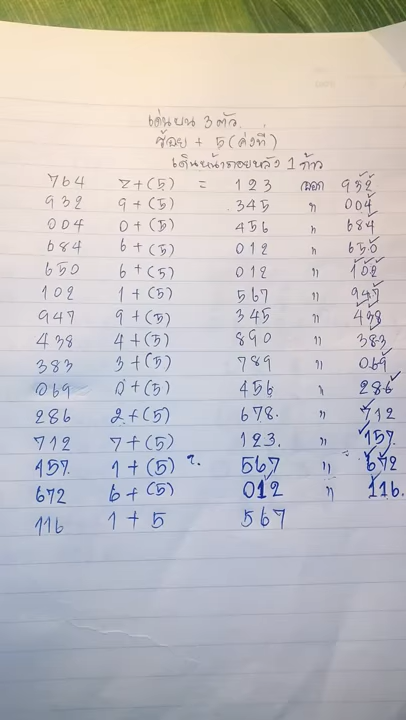 เด่นบน 3 ตัว
ร้อย + 5 (คงที่)
เดินหน้าถอยหลัง 1 ก้าว
764 7+(5) = 123 ออก 932
932 9+(5) 345 " 004
004 0+(5) 456 " 684
684 6+(5) 012 " 650
650 6+(5) 012 " 102
102 1+(5) 567 " 947
947 9+(5) 345 " 438
438 4+(5) 890 " 383
383 3+(5) 789 " 069
069 0+(5) 456 " 286
286 2+(5) 678. " 712
712 7+(5) 123. " 157
157 1+(5) 567 " 672
672 6+(5) 012 " 116.
116 1+5 567